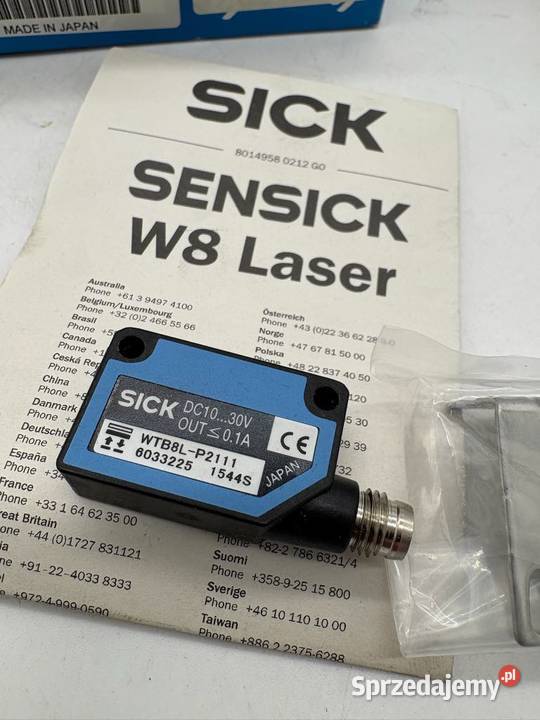 MADE IN JAPAN
SICK
8014958 0212 GO
SENSICK
W8 Laser
Australia
Phone +61 3 9497 4100
Belgium/Luxembourg
Phone +32 (0)2 466 55 66
Brasil
Phone
Canada
Phone
Česká
Phone
China
Phone
Danmark
Phone
Deutschla
Phone
España
Phone
France
Phone +33 1 64 62 35 00
Great Britain
Phone +44 (0)1727 831121
Phone +91-22-4033 8333
Phone +972-4-999-0590
Österreich
Phone +43 (0)22 36 62 28
Norge
Phone +47 67 81 50 00
Polska
Phone +48 22 837 40 50
+82-2 786 6321/4
Suomi
Phone +358-9-25 15 800
Sverige
Phone +46 10 110 10 00
Taiwan
Phone +886 2 2375-6288
SICK
DC10...30V
OUT≤0.1A
CE
WTB8L-P2111
6033225 1544S
JAPAN
Sprzedajemy.pl